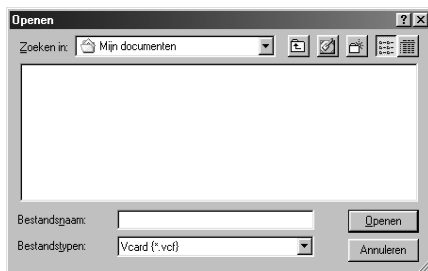 Openen
Zoeken in: Mijn documenten
Bestandsnaam:
Openen
Bestandstypen: Vcard {*.vcf}
Annuleren